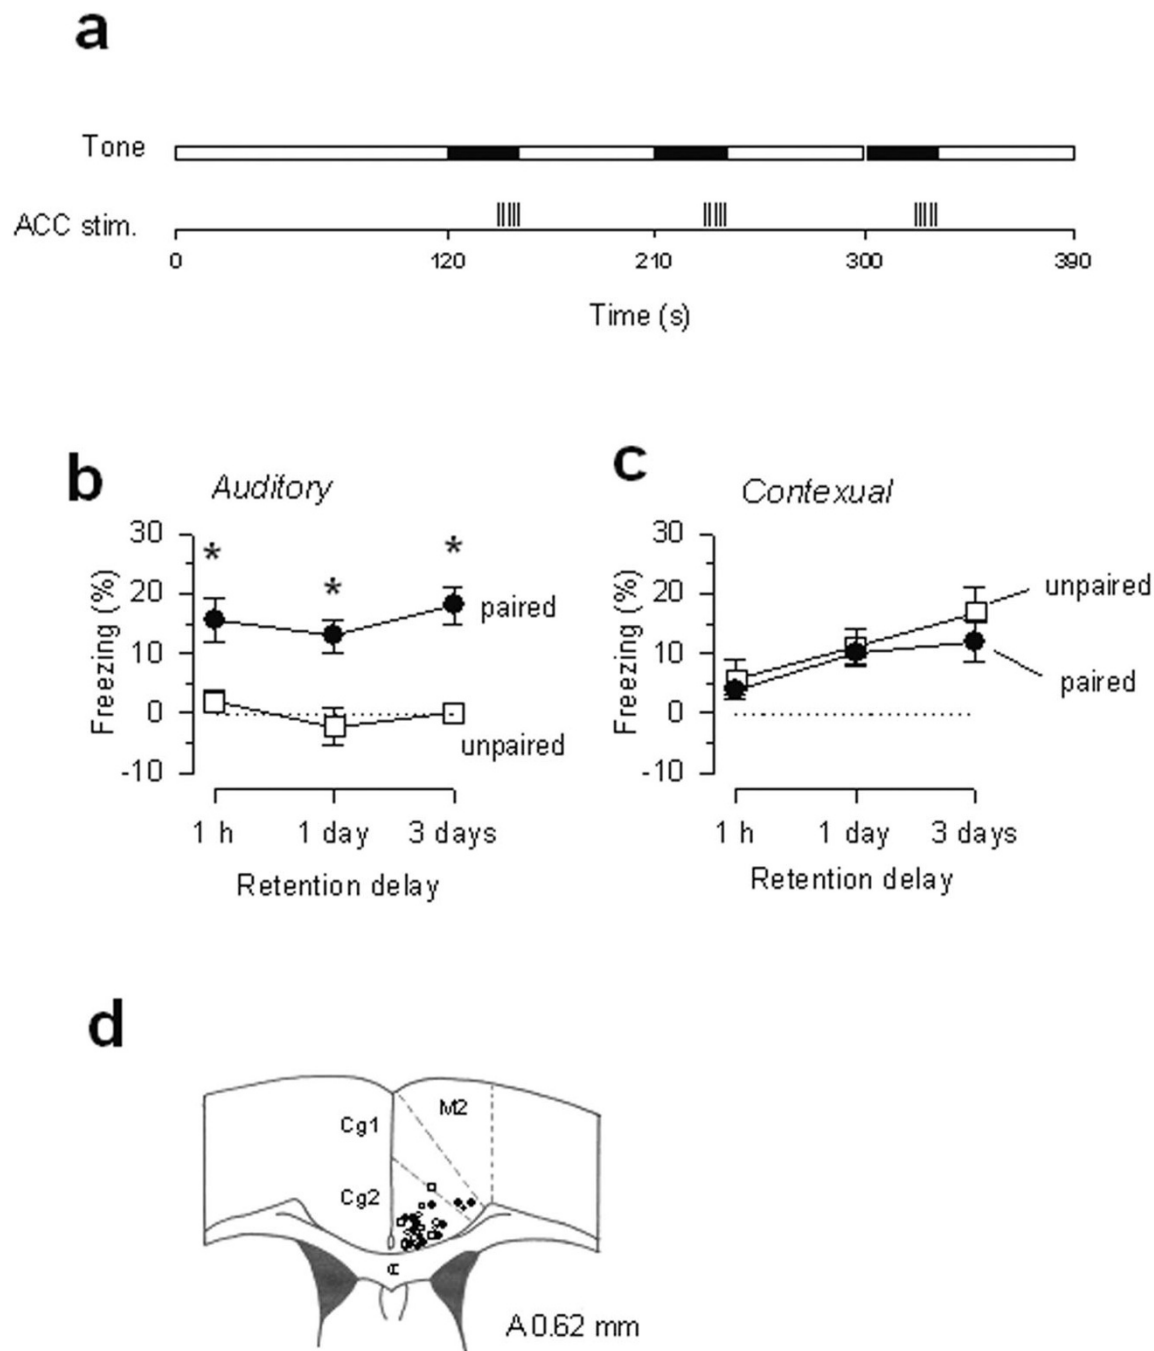 a
Tone
ACC stim.
0 120 210 300 390
Time (s)
b
Auditory
30
20
10
0
-10
Freezing (%)
* * *
paired
unpaired
1 h 1 day 3 days
Retention delay
c
Contexual
30
20
10
0
-10
Freezing (%)
unpaired
paired
1 h 1 day 3 days
Retention delay
d
M2
Cg1
Cg2
A 0.62 mm